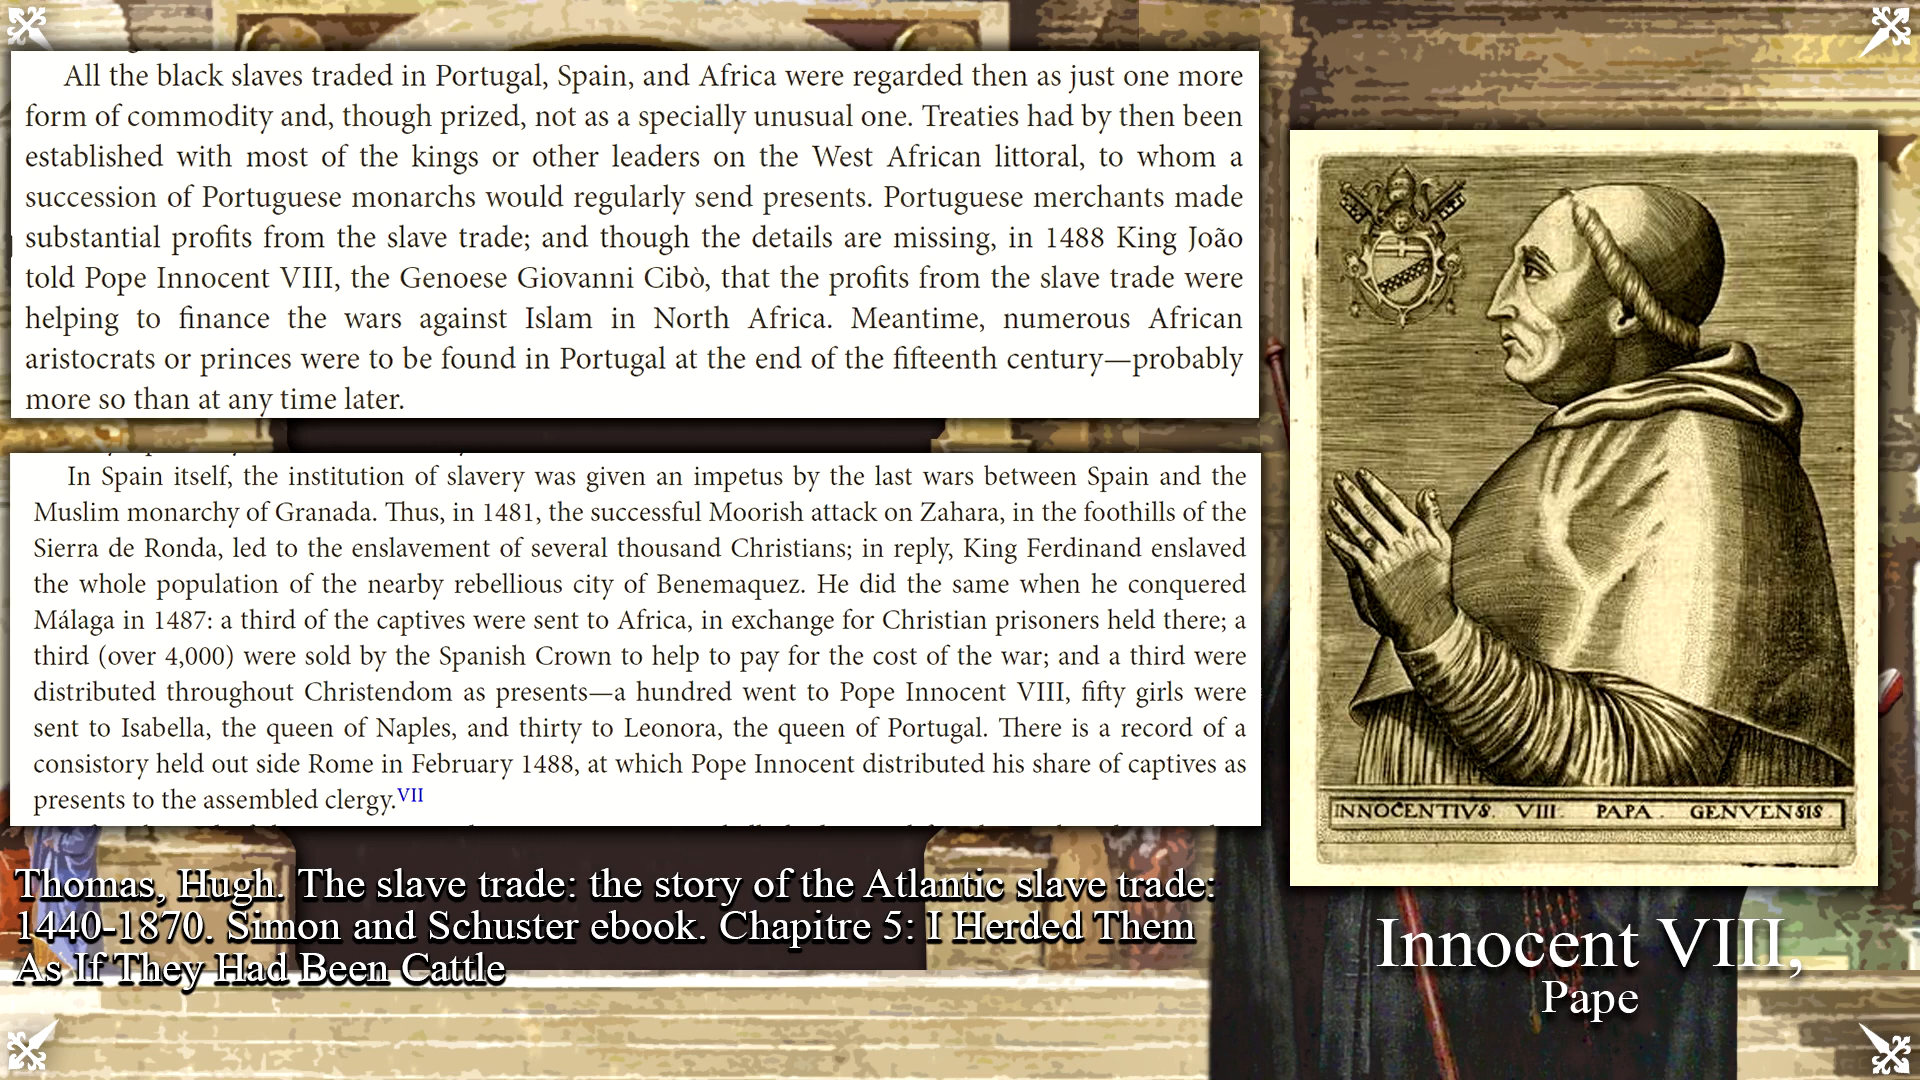 All the black slaves traded in Portugal, Spain, and Africa were regarded then as just one more
form of commodity and, though prized, not as a specially unusual one. Treaties had by then been
established with most of the kings or other leaders on the West African littoral, to whom a
succession of Portuguese monarchs would regularly send presents. Portuguese merchants made
substantial profits from the slave trade; and though the details are missing, in 1488 King João
told Pope Innocent VIII, the Genoese Giovanni Cibò, that the profits from the slave trade were
helping to finance the wars against Islam in North Africa. Meantime, numerous African
aristocrats or princes were to be found in Portugal at the end of the fifteenth century—probably
more so than at any time later.
In Spain itself, the institution of slavery was given an impetus by the last wars between Spain and the
Muslim monarchy of Granada. Thus, in 1481, the successful Moorish attack on Zahara, in the foothills of the
Sierra de Ronda, led to the enslavement of several thousand Christians; in reply, King Ferdinand enslaved
the whole population of the nearby rebellious city of Benemaquez. He did the same when he conquered
Málaga in 1487: a third of the captives were sent to Africa, in exchange for Christian prisoners held there; a
third (over 4,000) were sold by the Spanish Crown to help to pay for the cost of the war; and a third were
distributed throughout Christendom as presents—a hundred went to Pope Innocent VIII, fifty girls were
sent to Isabella, the queen of Naples, and thirty to Leonora, the queen of Portugal. There is a record of a
consistory held out side Rome in February 1488, at which Pope Innocent distributed his share of captives as
presents to the assembled clergy.VII
Thomas, Hugh. The slave trade: the story of the Atlantic slave trade:
1440-1870. Simon and Schuster ebook. Chapitre 5: I Herded Them
As If They Had Been Cattle
INNOCENTIVS. VIII. PAPA. GENVENSIS.
Innocent VIII,
Pape